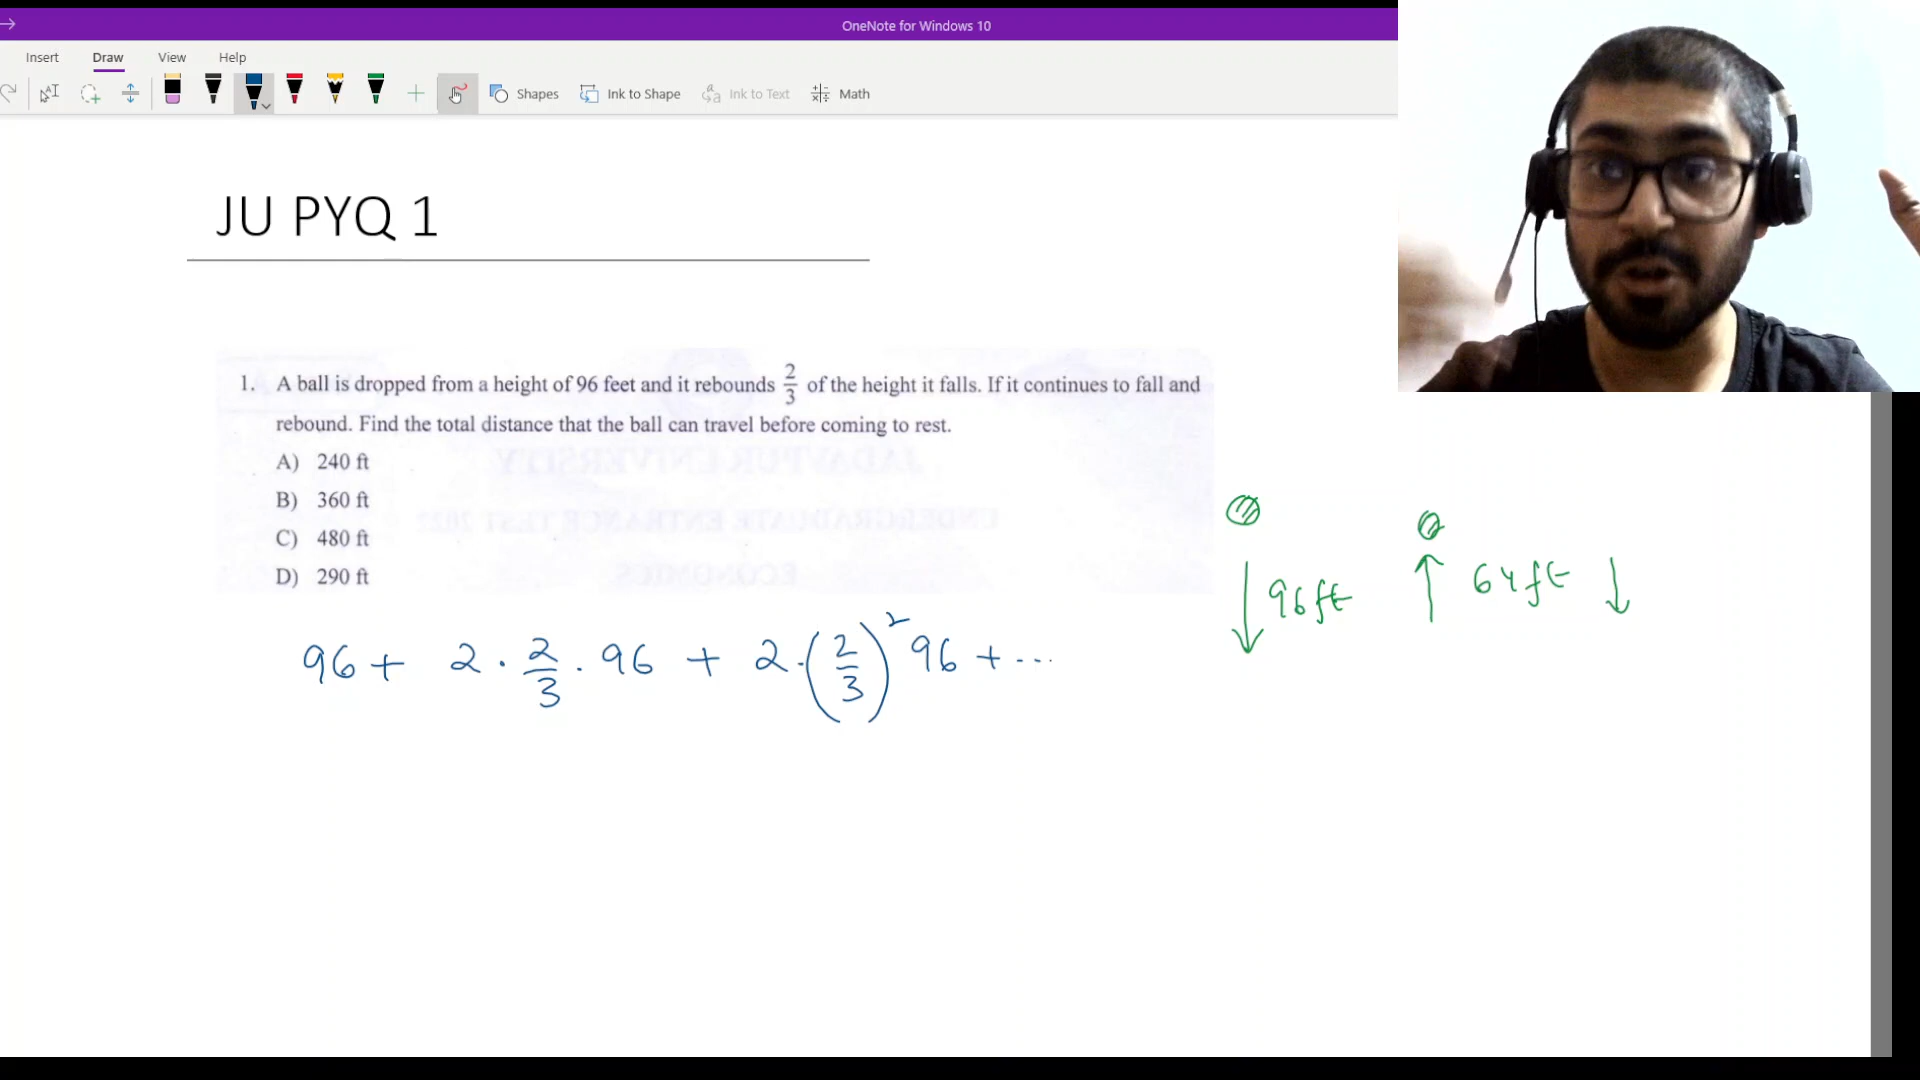 OneNote for Windows 10
Insert Draw View Help
Shapes Ink to Shape Ink to Text Math
JU PYQ 1
1. A ball is dropped from a height of 96 feet and it rebounds 2/3 of the height it falls. If it continues to fall and
rebound. Find the total distance that the ball can travel before coming to rest.
A) 240 ft
B) 360 ft
C) 480 ft
D) 290 ft
96 + 2 · 2/3 · 96 + 2 · (2/3)² 96 + ...
96ft
64ft